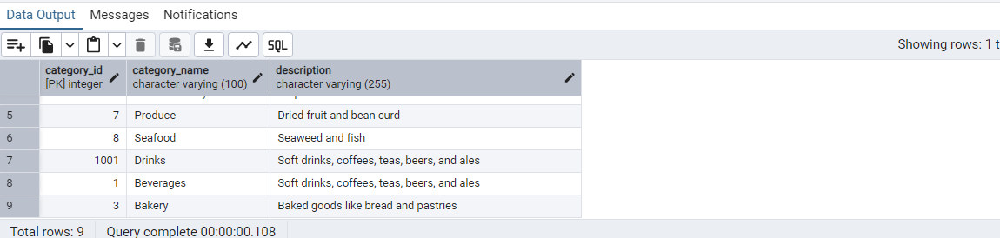 Data Output Messages Notifications
SQL Showing rows: 1 t
category_id category_name description
[PK] integer character varying (100) character varying (255)
5 7 Produce Dried fruit and bean curd
6 8 Seafood Seaweed and fish
7 1001 Drinks Soft drinks, coffees, teas, beers, and ales
8 1 Beverages Soft drinks, coffees, teas, beers, and ales
9 3 Bakery Baked goods like bread and pastries
Total rows: 9 Query complete 00:00:00.108